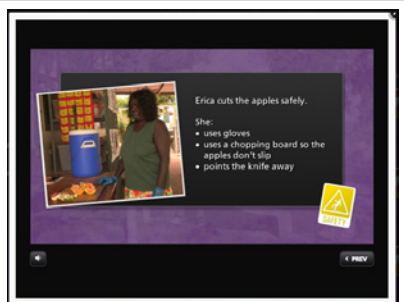 Erica cuts the apples safely.
She:
• uses gloves
• uses a chopping board so the
apples don't slip
• points the knife away
SAFETY
PREV